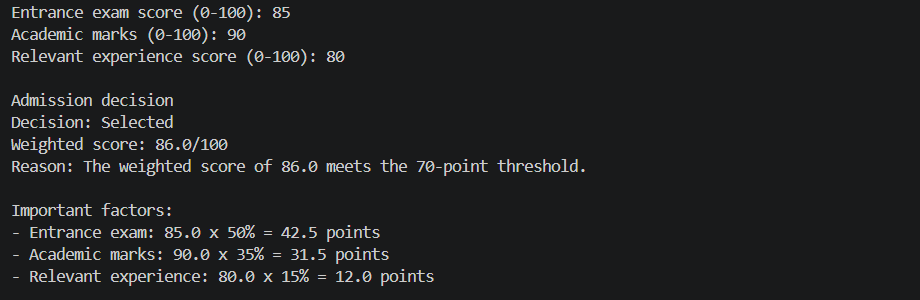 Entrance exam score (0-100): 85
Academic marks (0-100): 90
Relevant experience score (0-100): 80
Admission decision
Decision: Selected
Weighted score: 86.0/100
Reason: The weighted score of 86.0 meets the 70-point threshold.
Important factors:
- Entrance exam: 85.0 x 50% = 42.5 points
- Academic marks: 90.0 x 35% = 31.5 points
- Relevant experience: 80.0 x 15% = 12.0 points